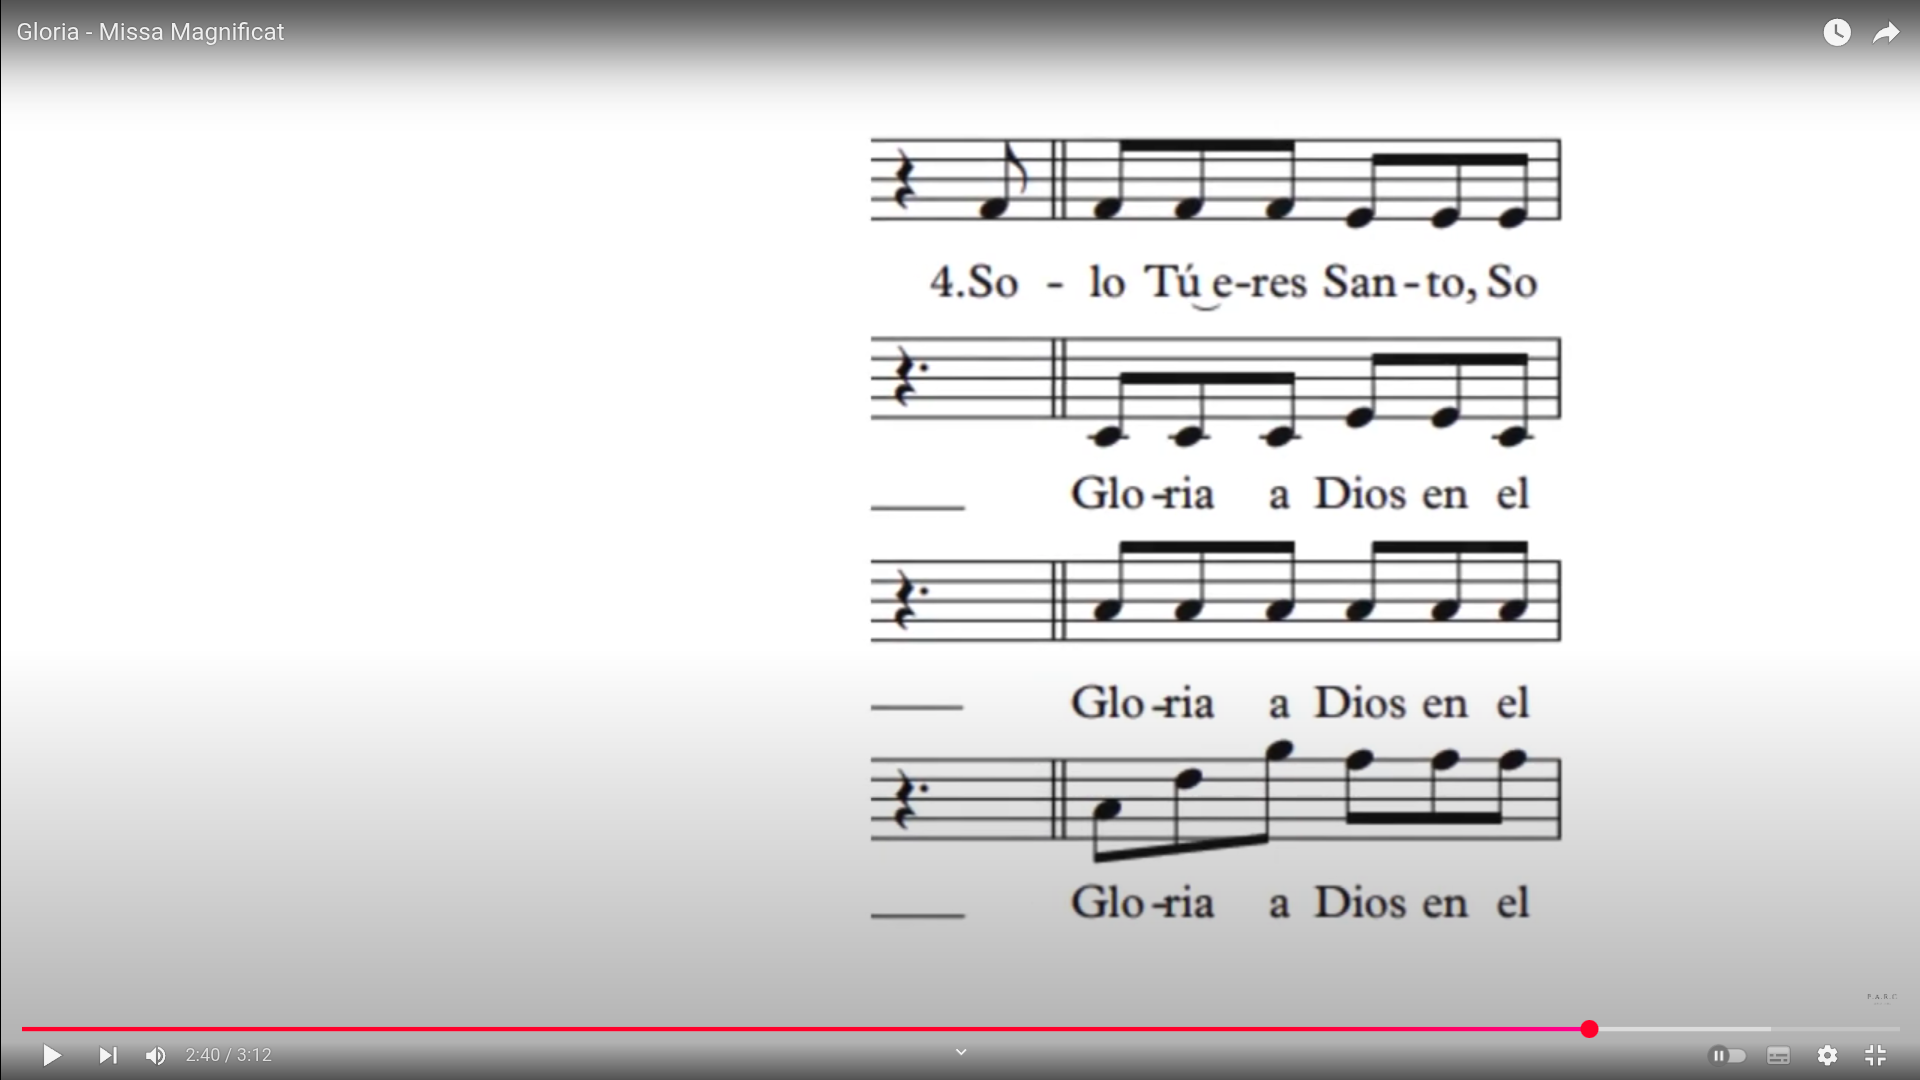 Gloria - Missa Magnificat
4.So - lo Tú e-res San-to, So
Glo-ria a Dios en el
Glo-ria a Dios en el
Glo-ria a Dios en el
P.A.R.C
2:40 / 3:12